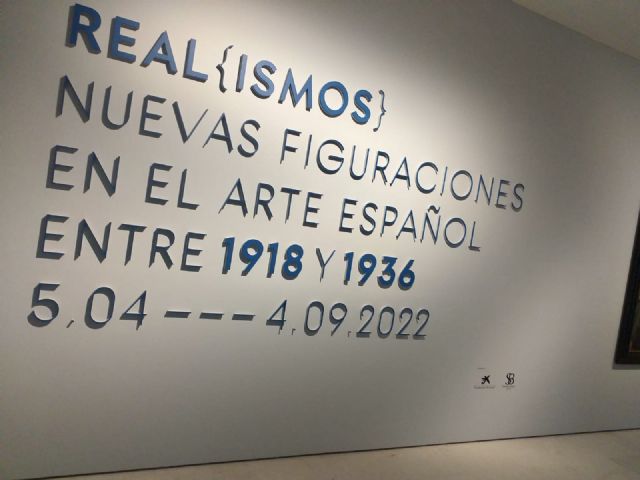 REAL{ISMOS}
NUEVAS FIGURACIONES
EN EL ARTE ESPAÑOL
ENTRE 1918 Y 1936
5,04 --- 4,09,2022